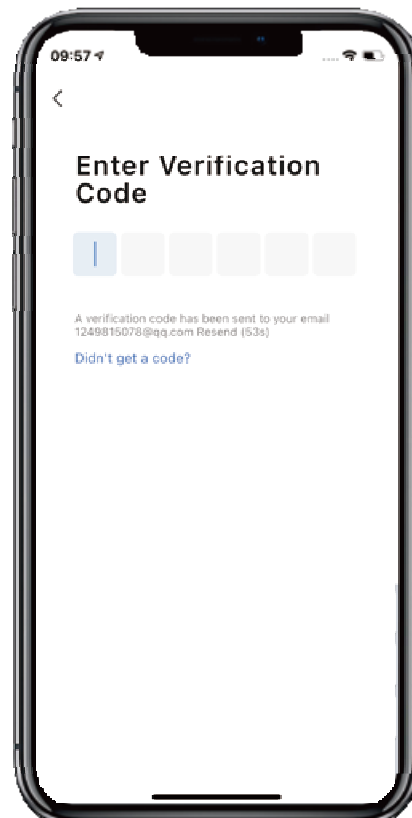 09:57
Enter Verification
Code
A verification code has been sent to your email
1249815078@qq.com Resend (53s)
Didn't get a code?